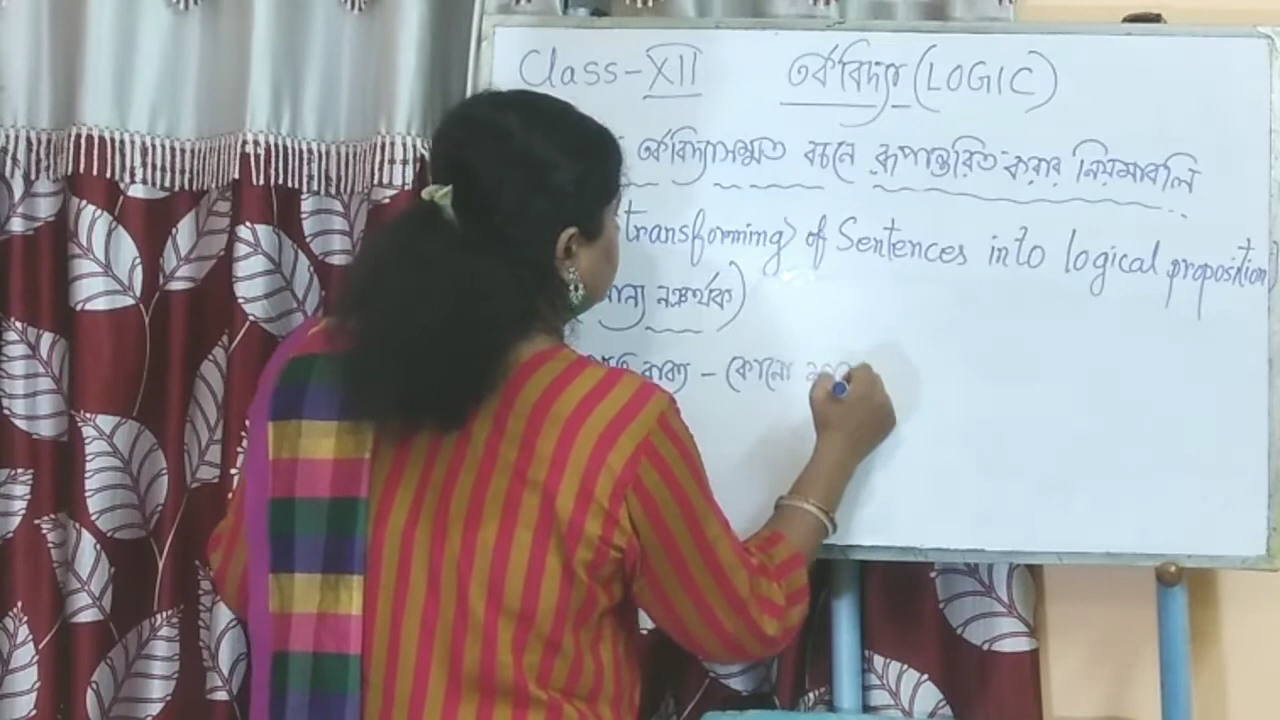 Class-XII তর্কবিদ্যা (LOGIC)
তর্কবিদ্যাসম্মত বচনে রূপান্তরিত করার নিয়মাবলি
transforming) of Sentences into logical proposition)
নঞর্থক)
বাক্য - কোনো